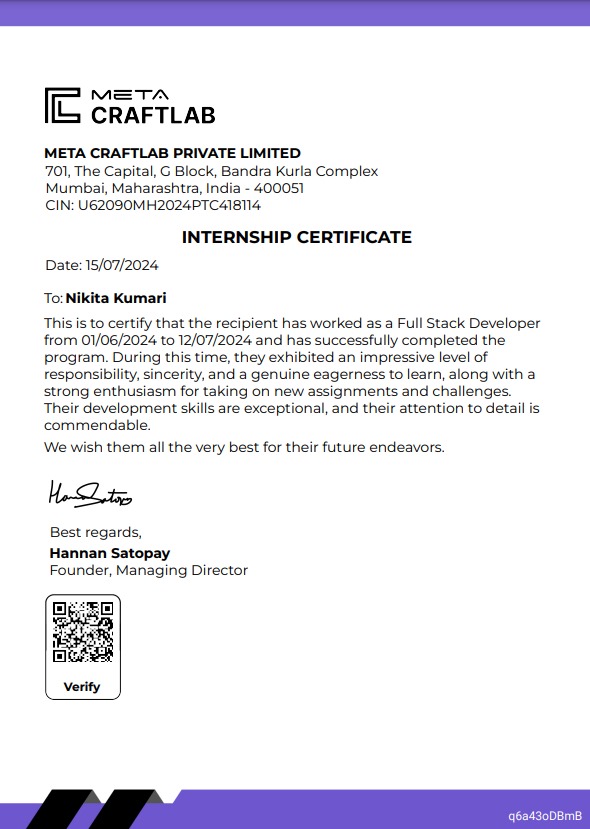 META
CRAFTLAB
META CRAFTLAB PRIVATE LIMITED
701, The Capital, G Block, Bandra Kurla Complex
Mumbai, Maharashtra, India - 400051
CIN: U62090MH2024PTC418114
INTERNSHIP CERTIFICATE
Date: 15/07/2024
To: Nikita Kumari
This is to certify that the recipient has worked as a Full Stack Developer
from 01/06/2024 to 12/07/2024 and has successfully completed the
program. During this time, they exhibited an impressive level of
responsibility, sincerity, and a genuine eagerness to learn, along with a
strong enthusiasm for taking on new assignments and challenges.
Their development skills are exceptional, and their attention to detail is
commendable.
We wish them all the very best for their future endeavors.
Best regards,
Hannan Satopay
Founder, Managing Director
Verify
q6a43oDBmB